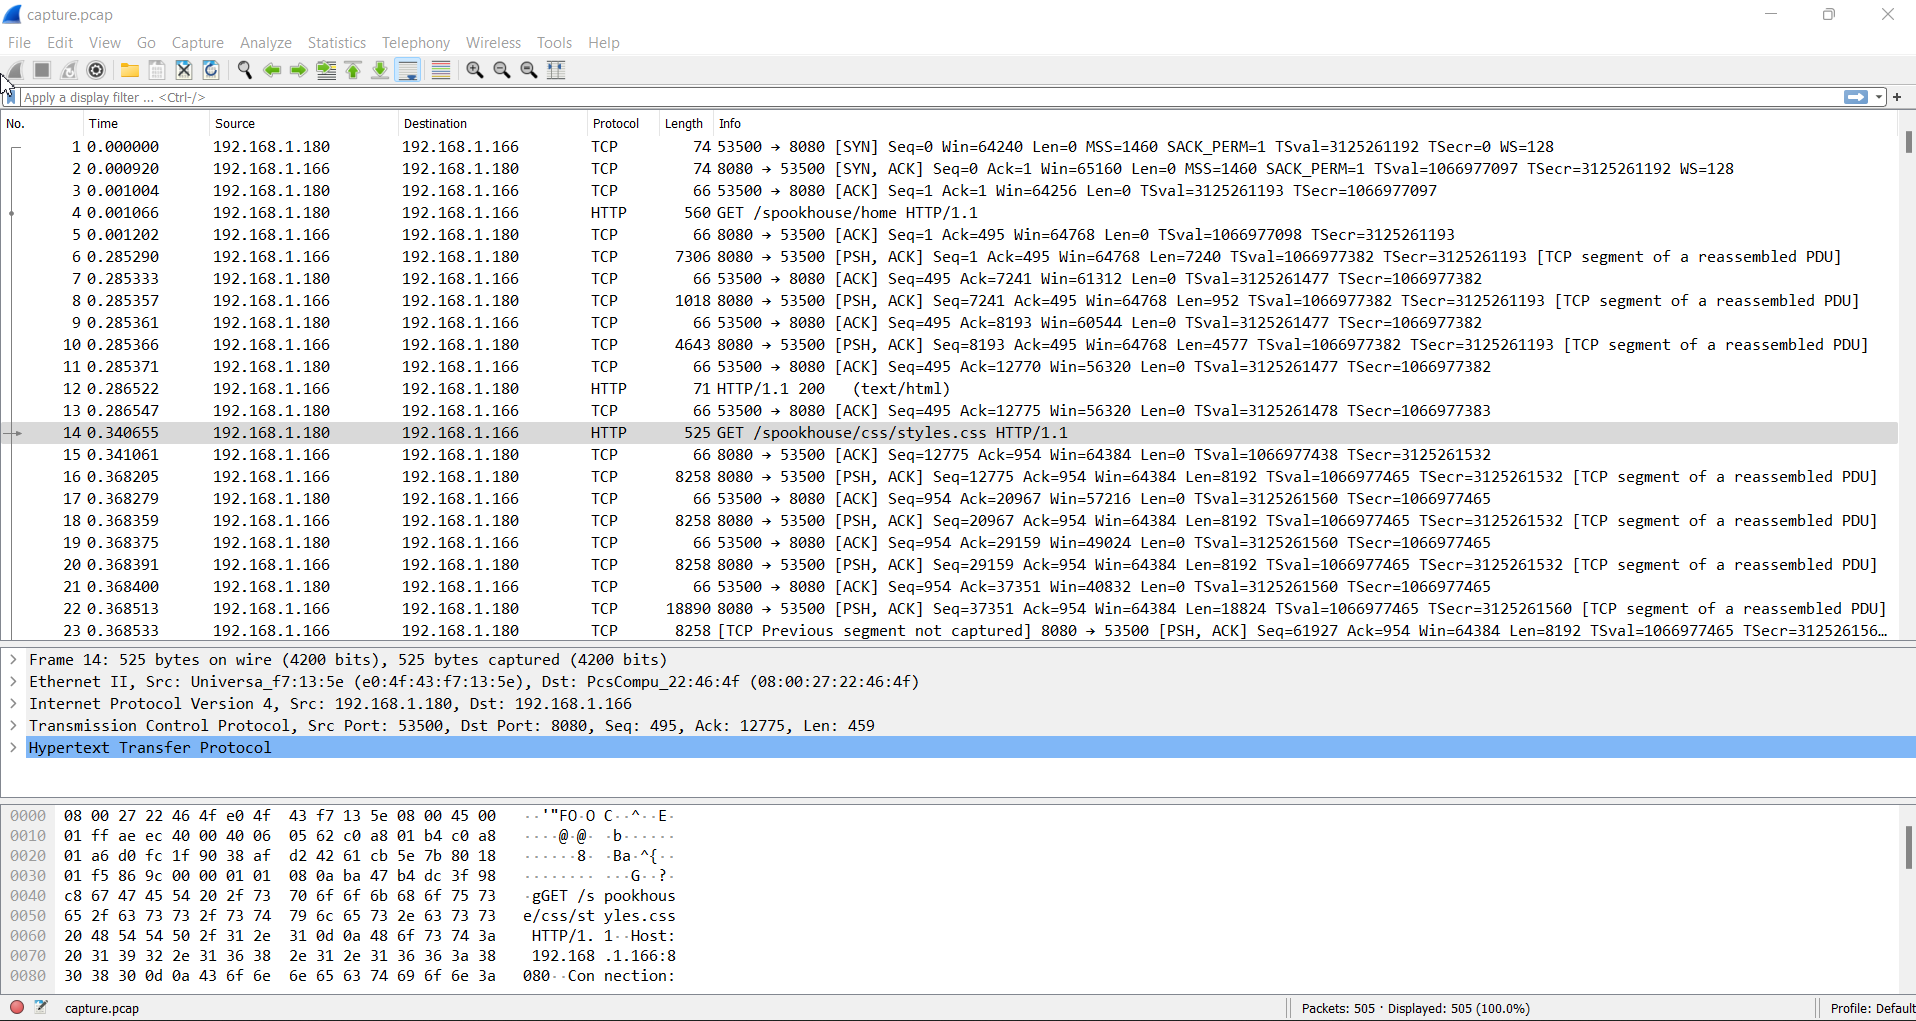 capture.pcap
File Edit View Go Capture Analyze Statistics Telephony Wireless Tools Help
Apply a display filter ... <Ctrl-/>
No. Time Source Destination Protocol Length Info
1 0.000000 192.168.1.180 192.168.1.166 TCP 74 53500 → 8080 [SYN] Seq=0 Win=64240 Len=0 MSS=1460 SACK_PERM=1 TSval=3125261192 TSecr=0 WS=128
2 0.000920 192.168.1.166 192.168.1.180 TCP 74 8080 → 53500 [SYN, ACK] Seq=0 Ack=1 Win=65160 Len=0 MSS=1460 SACK_PERM=1 TSval=1066977097 TSecr=3125261192 WS=128
3 0.001004 192.168.1.180 192.168.1.166 TCP 66 53500 → 8080 [ACK] Seq=1 Ack=1 Win=64256 Len=0 TSval=3125261193 TSecr=1066977097
4 0.001066 192.168.1.180 192.168.1.166 HTTP 560 GET /spookhouse/home HTTP/1.1
5 0.001202 192.168.1.166 192.168.1.180 TCP 66 8080 → 53500 [ACK] Seq=1 Ack=495 Win=64768 Len=0 TSval=1066977098 TSecr=3125261193
6 0.285290 192.168.1.166 192.168.1.180 TCP 7306 8080 → 53500 [PSH, ACK] Seq=1 Ack=495 Win=64768 Len=7240 TSval=1066977382 TSecr=3125261193 [TCP segment of a reassembled PDU]
7 0.285333 192.168.1.180 192.168.1.166 TCP 66 53500 → 8080 [ACK] Seq=495 Ack=7241 Win=61312 Len=0 TSval=3125261477 TSecr=1066977382
8 0.285357 192.168.1.166 192.168.1.180 TCP 1018 8080 → 53500 [PSH, ACK] Seq=7241 Ack=495 Win=64768 Len=952 TSval=1066977382 TSecr=3125261193 [TCP segment of a reassembled PDU]
9 0.285361 192.168.1.180 192.168.1.166 TCP 66 53500 → 8080 [ACK] Seq=495 Ack=8193 Win=60544 Len=0 TSval=3125261477 TSecr=1066977382
10 0.285366 192.168.1.166 192.168.1.180 TCP 4643 8080 → 53500 [PSH, ACK] Seq=8193 Ack=495 Win=64768 Len=4577 TSval=1066977382 TSecr=3125261193 [TCP segment of a reassembled PDU]
11 0.285371 192.168.1.180 192.168.1.166 TCP 66 53500 → 8080 [ACK] Seq=495 Ack=12770 Win=56320 Len=0 TSval=3125261477 TSecr=1066977382
12 0.286522 192.168.1.166 192.168.1.180 HTTP 71 HTTP/1.1 200 (text/html)
13 0.286547 192.168.1.180 192.168.1.166 TCP 66 53500 → 8080 [ACK] Seq=495 Ack=12775 Win=56320 Len=0 TSval=3125261478 TSecr=1066977383
14 0.340655 192.168.1.180 192.168.1.166 HTTP 525 GET /spookhouse/css/styles.css HTTP/1.1
15 0.341061 192.168.1.166 192.168.1.180 TCP 66 8080 → 53500 [ACK] Seq=12775 Ack=954 Win=64384 Len=0 TSval=1066977438 TSecr=3125261532
16 0.368205 192.168.1.166 192.168.1.180 TCP 8258 8080 → 53500 [PSH, ACK] Seq=12775 Ack=954 Win=64384 Len=8192 TSval=1066977465 TSecr=3125261532 [TCP segment of a reassembled PDU]
17 0.368279 192.168.1.180 192.168.1.166 TCP 66 53500 → 8080 [ACK] Seq=954 Ack=20967 Win=57216 Len=0 TSval=3125261560 TSecr=1066977465
18 0.368359 192.168.1.166 192.168.1.180 TCP 8258 8080 → 53500 [PSH, ACK] Seq=20967 Ack=954 Win=64384 Len=8192 TSval=1066977465 TSecr=3125261532 [TCP segment of a reassembled PDU]
19 0.368375 192.168.1.180 192.168.1.166 TCP 66 53500 → 8080 [ACK] Seq=954 Ack=29159 Win=49024 Len=0 TSval=3125261560 TSecr=1066977465
20 0.368391 192.168.1.166 192.168.1.180 TCP 8258 8080 → 53500 [PSH, ACK] Seq=29159 Ack=954 Win=64384 Len=8192 TSval=1066977465 TSecr=3125261532 [TCP segment of a reassembled PDU]
21 0.368400 192.168.1.180 192.168.1.166 TCP 66 53500 → 8080 [ACK] Seq=954 Ack=37351 Win=40832 Len=0 TSval=3125261560 TSecr=1066977465
22 0.368513 192.168.1.166 192.168.1.180 TCP 18890 8080 → 53500 [PSH, ACK] Seq=37351 Ack=954 Win=64384 Len=18824 TSval=1066977465 TSecr=3125261560 [TCP segment of a reassembled PDU]
23 0.368533 192.168.1.166 192.168.1.180 TCP 8258 [TCP Previous segment not captured] 8080 → 53500 [PSH, ACK] Seq=61927 Ack=954 Win=64384 Len=8192 TSval=1066977465 TSecr=312526156…
Frame 14: 525 bytes on wire (4200 bits), 525 bytes captured (4200 bits)
Ethernet II, Src: Universa_f7:13:5e (e0:4f:43:f7:13:5e), Dst: PcsCompu_22:46:4f (08:00:27:22:46:4f)
Internet Protocol Version 4, Src: 192.168.1.180, Dst: 192.168.1.166
Transmission Control Protocol, Src Port: 53500, Dst Port: 8080, Seq: 495, Ack: 12775, Len: 459
Hypertext Transfer Protocol
0000 08 00 27 22 46 4f e0 4f 43 f7 13 5e 08 00 45 00 ··'"FO·O C··^··E·
0010 01 ff ae ec 40 00 40 06 05 62 c0 a8 01 b4 c0 a8 ····@·@· ·b······
0020 01 a6 d0 fc 1f 90 38 af d2 42 61 cb 5e 7b 80 18 ······8· ·Ba·^{··
0030 01 f5 86 9c 00 00 01 01 08 0a ba 47 b4 dc 3f 98 ········ ···G··?·
0040 c8 67 47 45 54 20 2f 73 70 6f 6f 6b 68 6f 75 73 ·gGET /s pookhous
0050 65 2f 63 73 73 2f 73 74 79 6c 65 73 2e 63 73 73 e/css/st yles.css
0060 20 48 54 54 50 2f 31 2e 31 0d 0a 48 6f 73 74 3a HTTP/1. 1··Host:
0070 20 31 39 32 2e 31 36 38 2e 31 2e 31 36 36 3a 38 192.168 .1.166:8
0080 30 38 30 0d 0a 43 6f 6e 6e 65 63 74 69 6f 6e 3a 080··Con nection:
capture.pcap
Packets: 505 · Displayed: 505 (100.0%)
Profile: Default